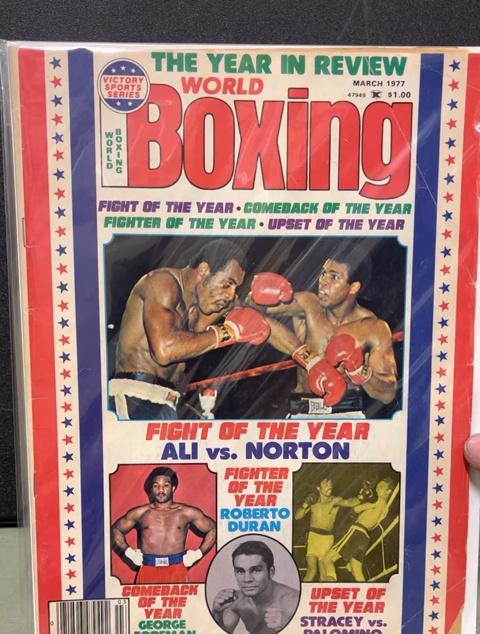 THE YEAR IN REVIEW
VICTORY
SPORTS
SERIES
WORLD
MARCH 1977
47949 K $1.00
WORLD
BOXING
Boxing
FIGHT OF THE YEAR • COMEBACK OF THE YEAR
FIGHTER OF THE YEAR • UPSET OF THE YEAR
FIGHT OF THE YEAR
ALI vs. NORTON
FIGHTER
OF THE
YEAR
ROBERTO
DURAN
COMEBACK
OF THE
YEAR
GEORGE
FOREMAN
UPSET OF
THE YEAR
STRACEY vs.
PALOMINO
03
0